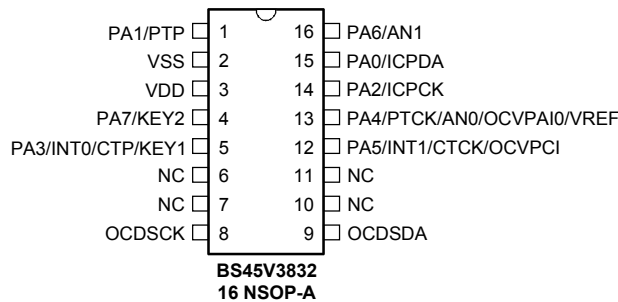 PA1/PTP 1 16 PA6/AN1
VSS 2 15 PA0/ICPDA
VDD 3 14 PA2/ICPCK
PA7/KEY2 4 13 PA4/PTCK/AN0/OCVPAI0/VREF
PA3/INT0/CTP/KEY1 5 12 PA5/INT1/CTCK/OCVPCI
NC 6 11 NC
NC 7 10 NC
OCDSCK 8 9 OCDSDA
BS45V3832
16 NSOP-A